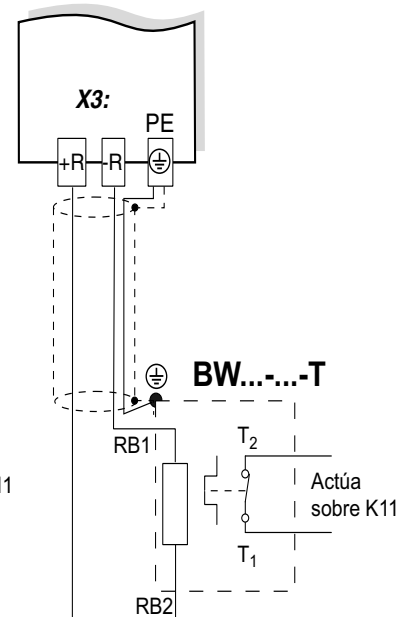 X3:
PE
+R
-R
BW...-...-T
RB1
T2
Actúa
sobre K11
T1
RB2